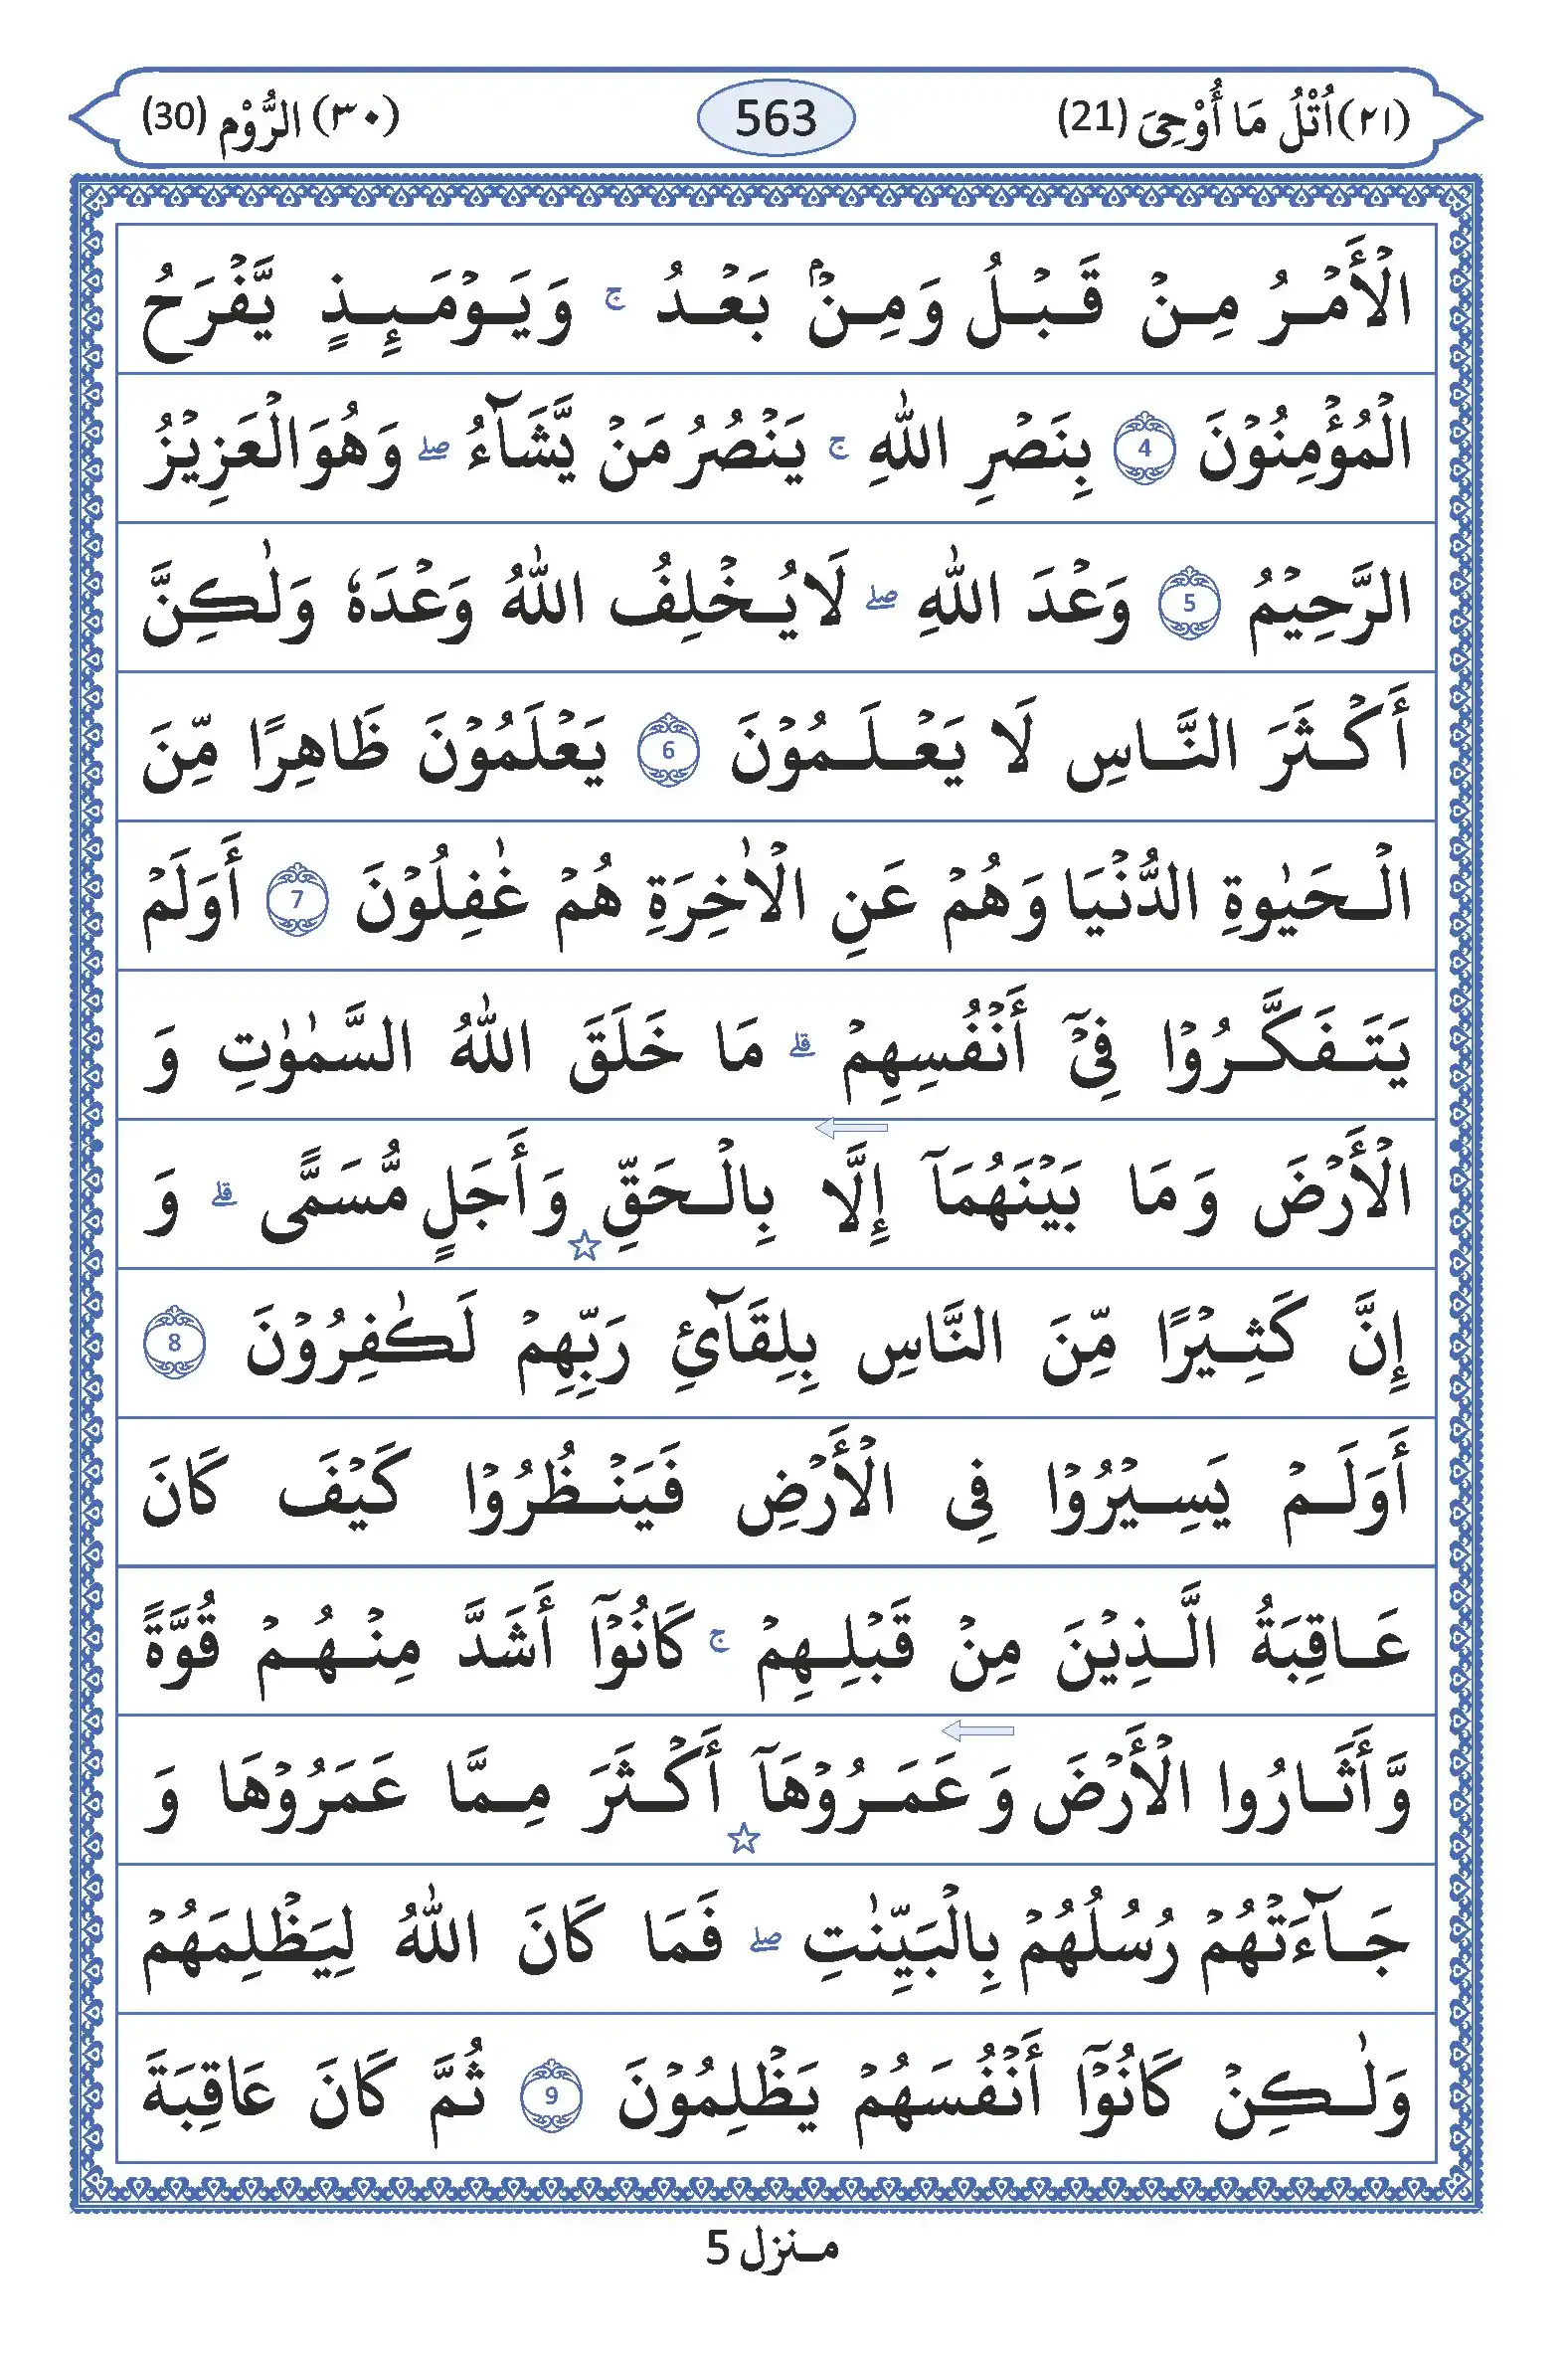 (٢١) اُتْلُ مَا أُوْحِیَ (21) 563 (٣٠) الرُّوْم (30)
الْأَمْرُ مِنْ قَبْلُ وَمِنْۢ بَعْدُ ۚ وَيَوْمَئِذٍ يَّفْرَحُ
الْمُؤْمِنُوْنَ 4 بِنَصْرِ اللّٰهِ ۚ يَنْصُرُ مَنْ يَّشَآءُ ۖ وَهُوَ الْعَزِيْزُ
الرَّحِيْمُ 5 وَعْدَ اللّٰهِ ۖ لَا يُخْلِفُ اللّٰهُ وَعْدَهٗ وَلٰكِنَّ
أَكْثَرَ النَّاسِ لَا يَعْلَمُوْنَ 6 يَعْلَمُوْنَ ظَاهِرًا مِّنَ
الْحَيٰوةِ الدُّنْيَا وَهُمْ عَنِ الْاٰخِرَةِ هُمْ غٰفِلُوْنَ 7 أَوَلَمْ
يَتَفَكَّرُوْا فِیْٓ أَنْفُسِهِمْ ۗ مَا خَلَقَ اللّٰهُ السَّمٰوٰتِ وَ
الْأَرْضَ وَمَا بَيْنَهُمَآ إِلَّا بِالْحَقِّ ☆ وَأَجَلٍ مُّسَمًّى ۗ وَ
إِنَّ كَثِيْرًا مِّنَ النَّاسِ بِلِقَآئِ رَبِّهِمْ لَكٰفِرُوْنَ 8
أَوَلَمْ يَسِيْرُوْا فِی الْأَرْضِ فَيَنْظُرُوْا كَيْفَ كَانَ
عَاقِبَةُ الَّذِيْنَ مِنْ قَبْلِهِمْ ۚ كَانُوْٓا أَشَدَّ مِنْهُمْ قُوَّةً
وَّأَثَارُوا الْأَرْضَ وَعَمَرُوْهَآ ☆ أَكْثَرَ مِمَّا عَمَرُوْهَا وَ
جَآءَتْهُمْ رُسُلُهُمْ بِالْبَيِّنٰتِ ۖ فَمَا كَانَ اللّٰهُ لِيَظْلِمَهُمْ
وَلٰكِنْ كَانُوْٓا أَنْفُسَهُمْ يَظْلِمُوْنَ 9 ثُمَّ كَانَ عَاقِبَةَ
منزل 5